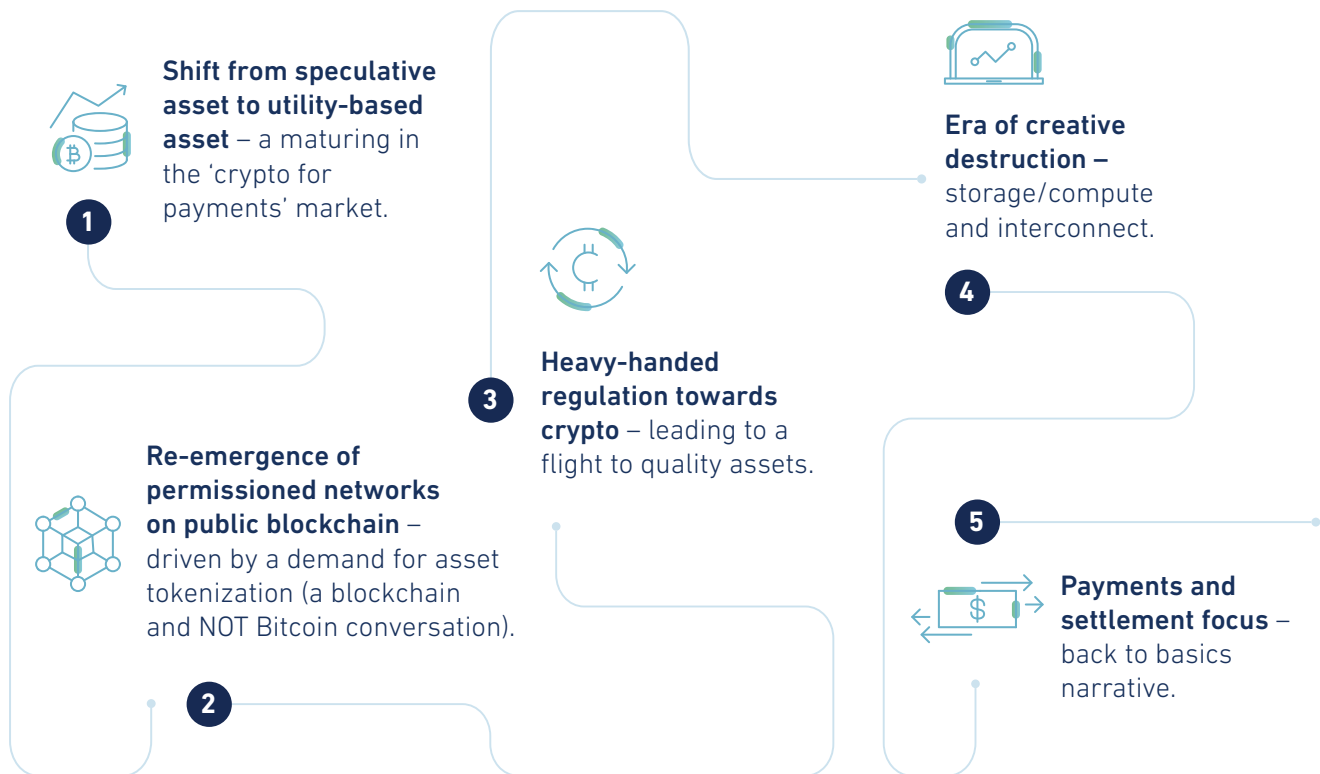 Shift from speculative
asset to utility-based
asset – a maturing in
the ‘crypto for
payments’ market.
1
Re-emergence of
permissioned networks
on public blockchain –
driven by a demand for asset
tokenization (a blockchain
and NOT Bitcoin conversation).
2
3
Heavy-handed
regulation towards
crypto – leading to a
flight to quality assets.
Era of creative
destruction –
storage/compute
and interconnect.
4
5
$
Payments and
settlement focus –
back to basics
narrative.